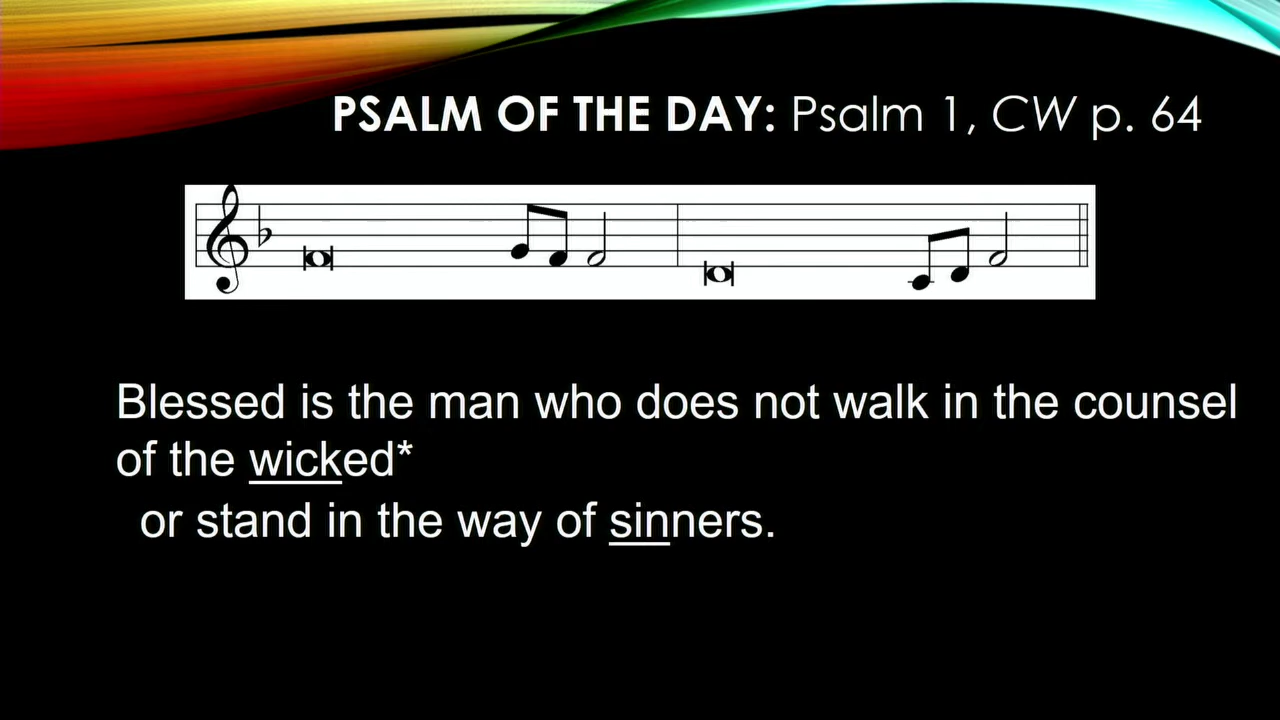 PSALM OF THE DAY: Psalm 1, CW p. 64
Blessed is the man who does not walk in the counsel
of the wicked*
or stand in the way of sinners.